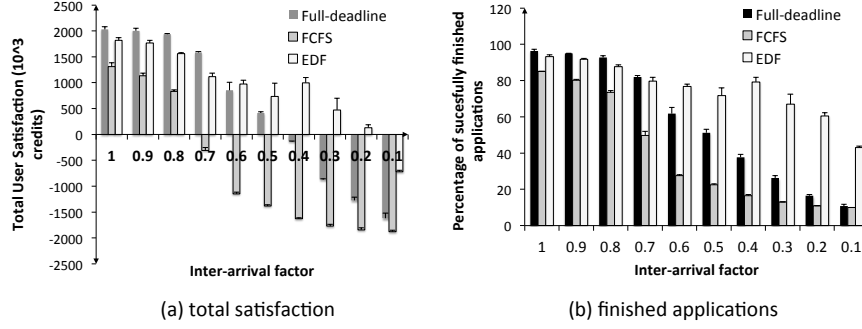 2500
2000
1500
1000
500
0
-500
-1000
-1500
-2000
-2500
Total User Satisfaction (10^3
credits)
Full-deadline
FCFS
EDF
1 0.9 0.8 0.7 0.6 0.5 0.4 0.3 0.2 0.1
Inter-arrival factor
(a) total satisfaction
120
100
80
60
40
20
0
Percentage of sucesfully finished
applications
Full-deadline
FCFS
EDF
1 0.9 0.8 0.7 0.6 0.5 0.4 0.3 0.2 0.1
Inter-arrival factor
(b) finished applications